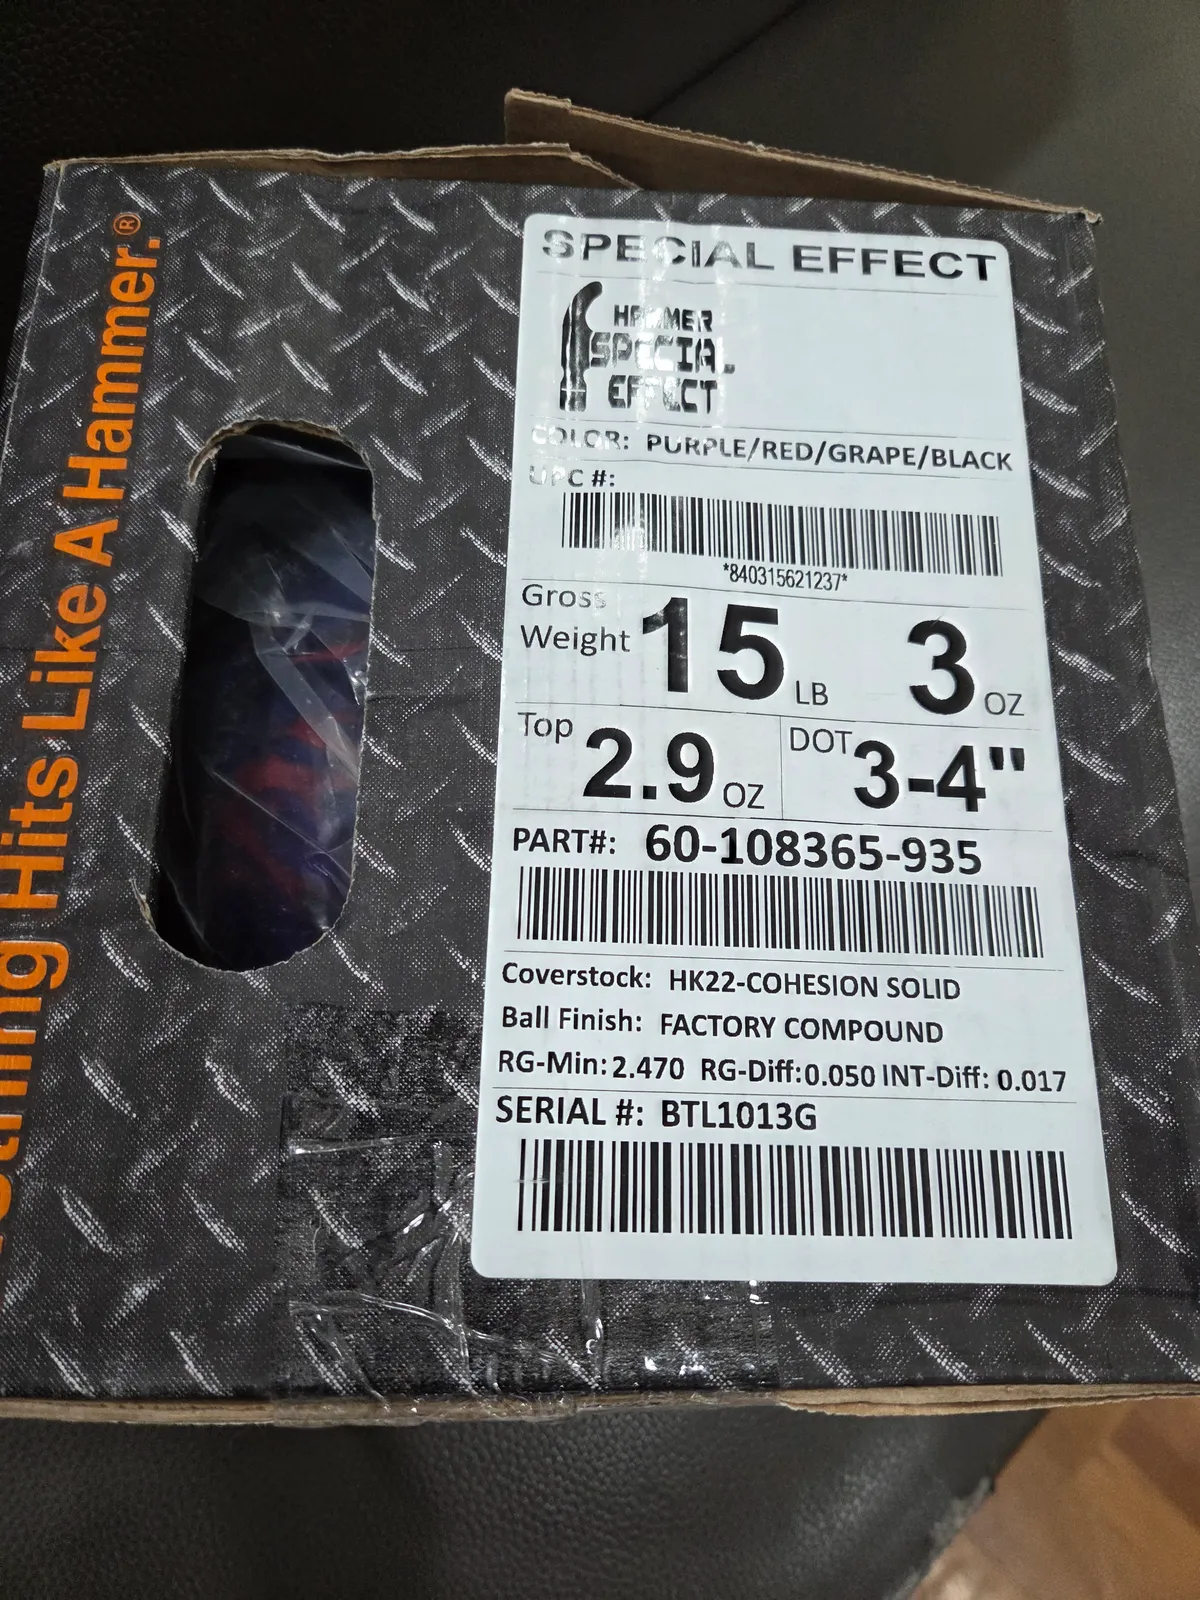 Hits Like A Hammer.®
SPECIAL EFFECT
HAMMER
SPECIAL
EFFECT
COLOR: PURPLE/RED/GRAPE/BLACK
UPC #:
*840315621237*
Gross
Weight 15 LB 3 OZ
Top 2.9 OZ DOT 3-4"
PART#: 60-108365-935
Coverstock: HK22-COHESION SOLID
Ball Finish: FACTORY COMPOUND
RG-Min: 2.470 RG-Diff: 0.050 INT-Diff: 0.017
SERIAL #: BTL1013G